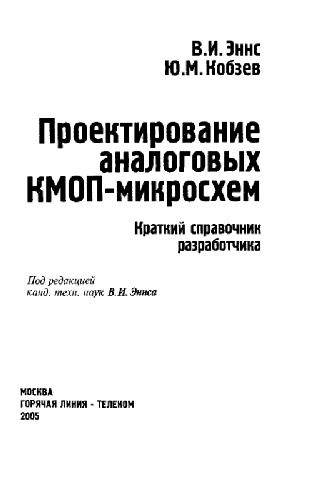 В.И. Эннс
Ю.М. Кобзев
Проектирование
аналоговых
КМОП-микросхем
Краткий справочник
разработчика
Под редакцией
канд. техн. наук В.И. Эннса
МОСКВА
ГОРЯЧАЯ ЛИНИЯ - ТЕЛЕКОМ
2005